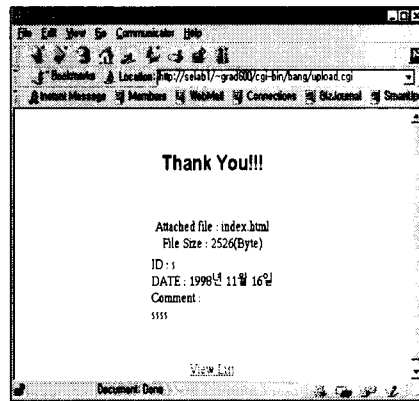 File Edit View Go Communicator Help
Bookmarks Location: http://selab1/~grad600/cgi-bin/bang/upload.cgi
Instant Message Members WebMail Connections BizJournal SmartUp
Thank You!!!
Attached file : index.html
File Size : 2526(Byte)
ID : s
DATE : 1998년 11월 16일
Comment :
ssss
View List
Document: Done